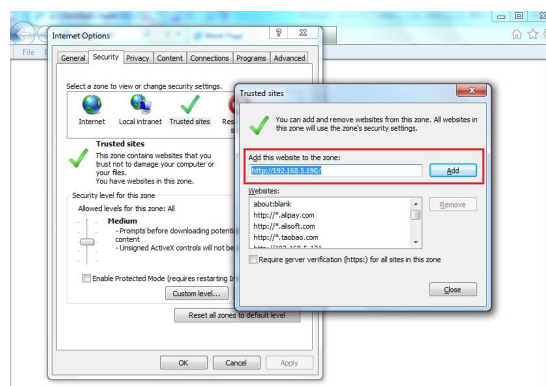 File
Internet Options
General Security Privacy Content Connections Programs Advanced
Select a zone to view or change security settings.
Internet Local intranet Trusted sites
Trusted sites
This zone contains websites that you
trust not to damage your computer or
your files.
You have websites in this zone.
Security level for this zone
Allowed levels for this zone: All
Medium
- Prompts before downloading
content
- Unsigned ActiveX controls will not be
Enable Protected Mode (requires restarting
Custom level...
Reset all zones to default level
OK Cancel Apply
Trusted sites
You can add and remove websites from this zone. All websites in
this zone will use the zone's security settings.
Add this website to the zone:
http://192.168.5.190/
Add
Websites:
about:blank
http://*.alipay.com
http://*.alisoft.com
http://*.taobao.com
Remove
Require server verification (https:) for all sites in this zone
Close